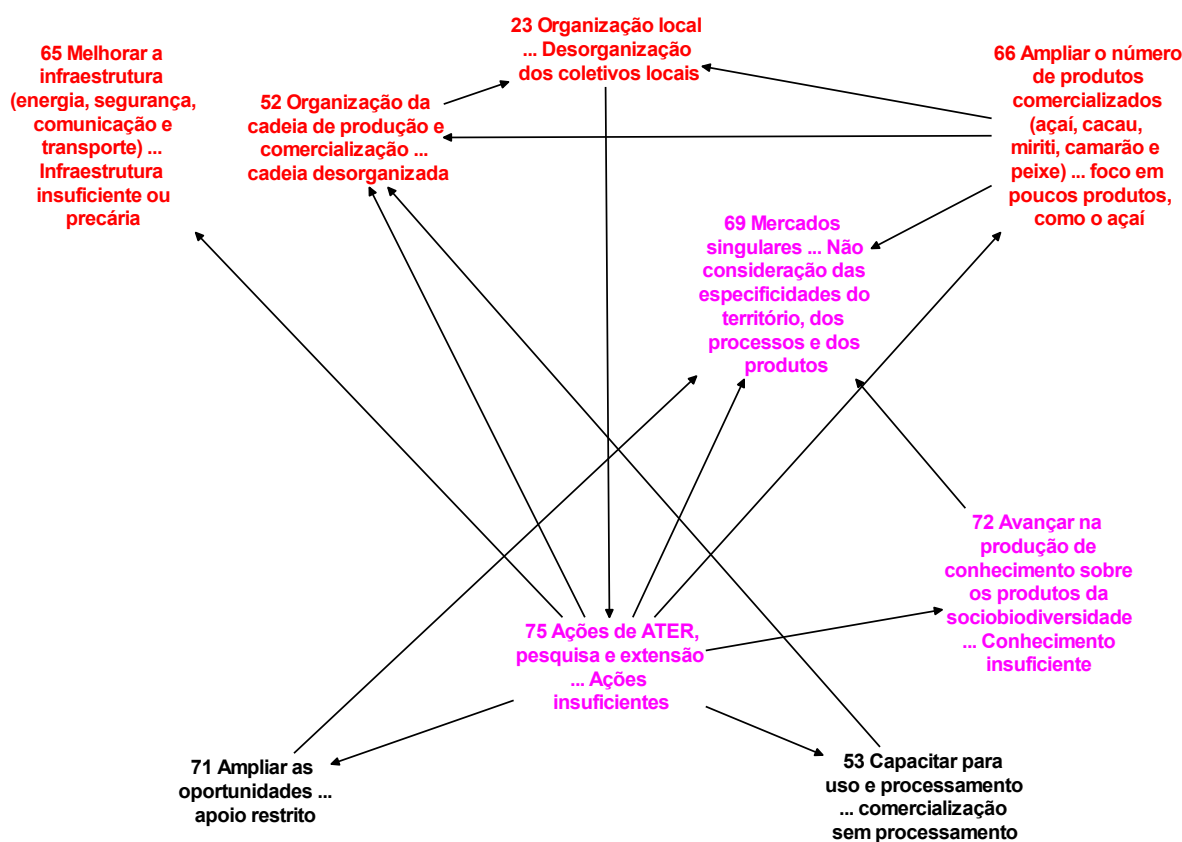 65 Melhorar a
infraestrutura
(energia, segurança,
comunicação e
transporte) ...
Infraestrutura
insuficiente ou
precária
52 Organização da
cadeia de produção e
comercialização ...
cadeia desorganizada
23 Organização local
... Desorganização
dos coletivos locais
66 Ampliar o número
de produtos
comercializados
(açaí, cacau,
miriti, camarão e
peixe) ... foco em
poucos produtos,
como o açaí
69 Mercados
singulares ... Não
consideração das
especificidades do
território, dos
processos e dos
produtos
72 Avançar na
produção de
conhecimento sobre
os produtos da
sociobiodiversidade
... Conhecimento
insuficiente
75 Ações de ATER,
pesquisa e extensão
... Ações
insuficientes
71 Ampliar as
oportunidades ...
apoio restrito
53 Capacitar para
uso e processamento
... comercialização
sem processamento